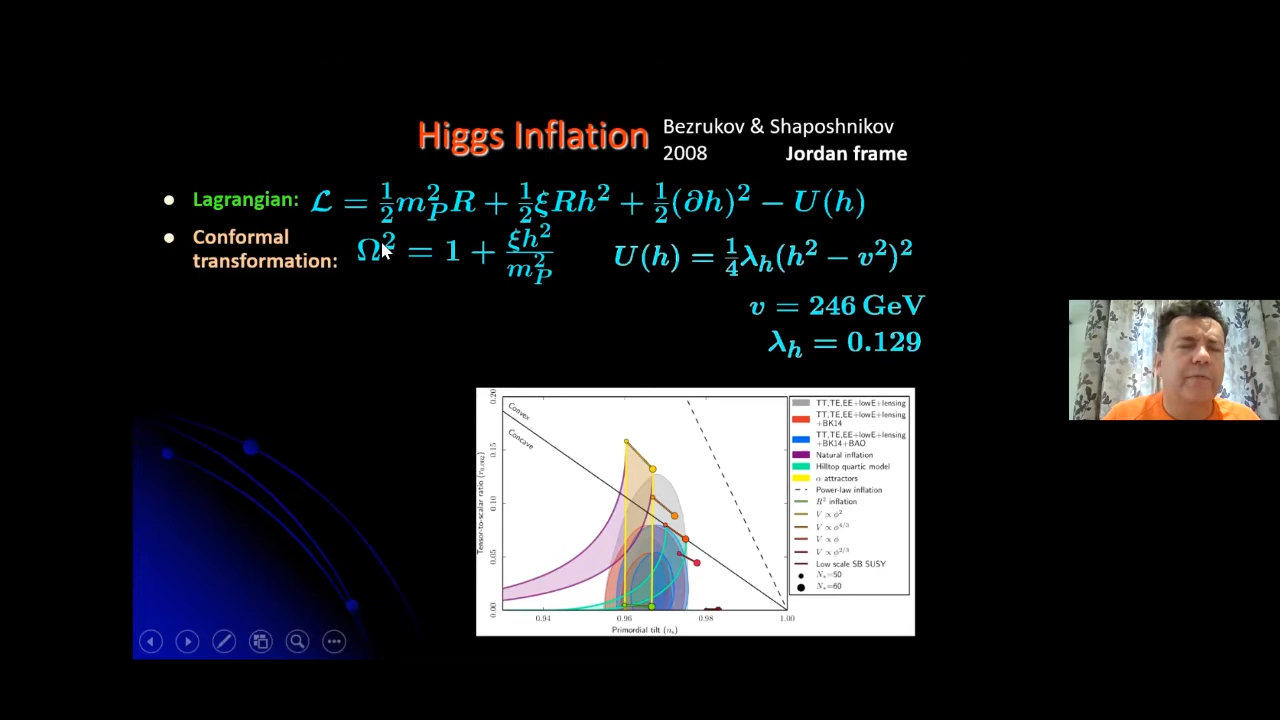 Higgs Inflation
Bezrukov & Shaposhnikov
2008 Jordan frame
• Lagrangian: ℒ = ½m_P²R + ½ξRh² + ½(∂h)² − U(h)
• Conformal
transformation: Ω² = 1 + ξh²/m_P²
U(h) = ¼λ_h(h² − v²)²
v = 246 GeV
λ_h = 0.129
Convex
Concave
0.20
0.15
0.10
0.05
0.00
Tensor-to-scalar ratio (r_0.002)
0.94 0.96 0.98 1.00
Primordial tilt (n_s)
TT,TE,EE+lowE+lensing
TT,TE,EE+lowE+lensing
+BK14
TT,TE,EE+lowE+lensing
+BK14+BAO
Natural inflation
Hilltop quartic model
α attractors
Power-law inflation
R² inflation
V ∝ ϕ²
V ∝ ϕ^4/3
V ∝ ϕ
V ∝ ϕ^2/3
Low scale SB SUSY
N_*=50
N_*=60